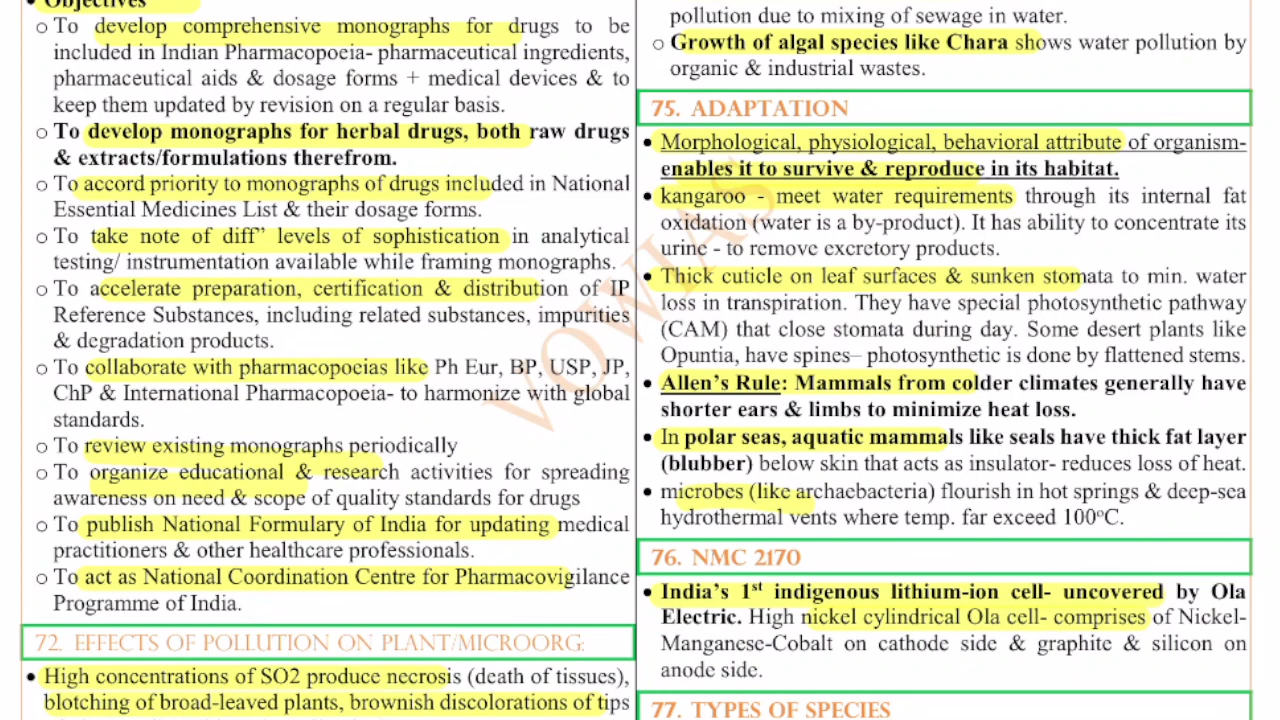 • Objectives
o To develop comprehensive monographs for drugs to be
included in Indian Pharmacopoeia- pharmaceutical ingredients,
pharmaceutical aids & dosage forms + medical devices & to
keep them updated by revision on a regular basis.
o To develop monographs for herbal drugs, both raw drugs
& extracts/formulations therefrom.
o To accord priority to monographs of drugs included in National
Essential Medicines List & their dosage forms.
o To take note of diff” levels of sophistication in analytical
testing/ instrumentation available while framing monographs.
o To accelerate preparation, certification & distribution of IP
Reference Substances, including related substances, impurities
& degradation products.
o To collaborate with pharmacopoeias like Ph Eur, BP, USP, JP,
ChP & International Pharmacopoeia- to harmonize with global
standards.
o To review existing monographs periodically
o To organize educational & research activities for spreading
awareness on need & scope of quality standards for drugs
o To publish National Formulary of India for updating medical
practitioners & other healthcare professionals.
o To act as National Coordination Centre for Pharmacovigilance
Programme of India.
72. EFFECTS OF POLLUTION ON PLANT/MICROORG:
• High concentrations of SO2 produce necrosis (death of tissues),
blotching of broad-leaved plants, brownish discolorations of tips
pollution due to mixing of sewage in water.
o Growth of algal species like Chara shows water pollution by
organic & industrial wastes.
75. ADAPTATION
• Morphological, physiological, behavioral attribute of organism-
enables it to survive & reproduce in its habitat.
• kangaroo - meet water requirements through its internal fat
oxidation (water is a by-product). It has ability to concentrate its
urine - to remove excretory products.
• Thick cuticle on leaf surfaces & sunken stomata to min. water
loss in transpiration. They have special photosynthetic pathway
(CAM) that close stomata during day. Some desert plants like
Opuntia, have spines– photosynthetic is done by flattened stems.
• Allen’s Rule: Mammals from colder climates generally have
shorter ears & limbs to minimize heat loss.
• In polar seas, aquatic mammals like seals have thick fat layer
(blubber) below skin that acts as insulator- reduces loss of heat.
• microbes (like archaebacteria) flourish in hot springs & deep-sea
hydrothermal vents where temp. far exceed 100°C.
76. NMC 2170
• India’s 1st indigenous lithium-ion cell- uncovered by Ola
Electric. High nickel cylindrical Ola cell- comprises of Nickel-
Manganese-Cobalt on cathode side & graphite & silicon on
anode side.
77. TYPES OF SPECIES
VOWIAS